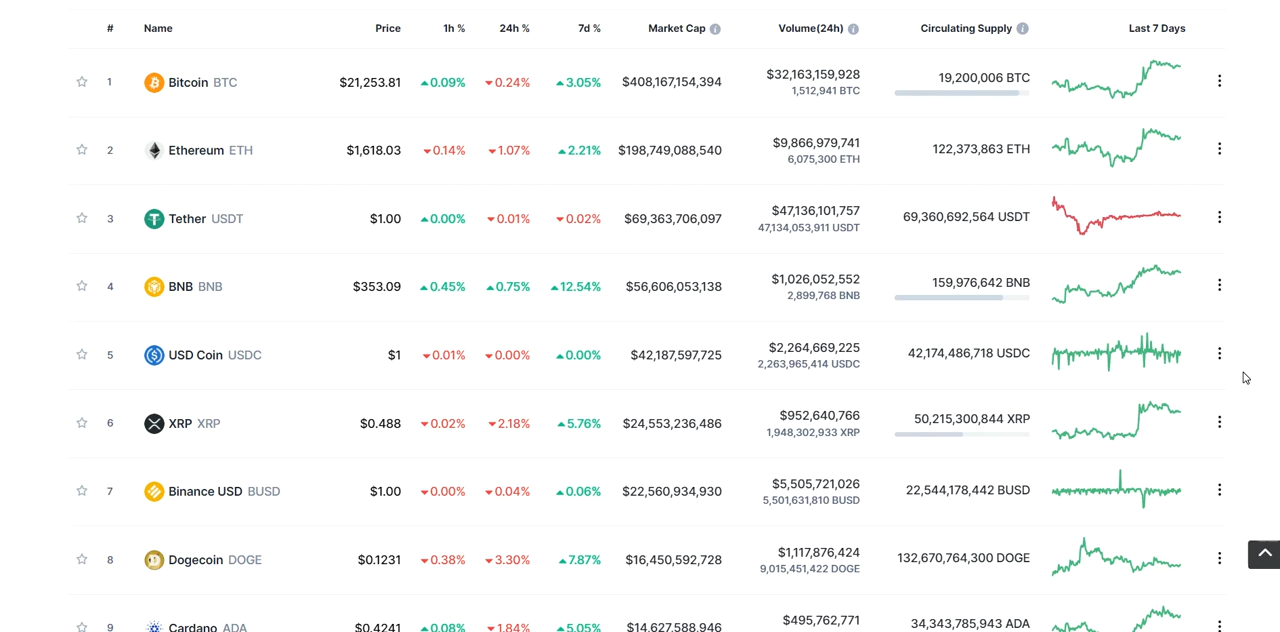 # Name Price 1h % 24h % 7d % Market Cap Volume(24h) Circulating Supply Last 7 Days
1 Bitcoin BTC $21,253.81 0.09% 0.24% 3.05% $408,167,154,394 $32,163,159,928 19,200,006 BTC
1,512,941 BTC
2 Ethereum ETH $1,618.03 0.14% 1.07% 2.21% $198,749,088,540 $9,866,979,741 122,373,863 ETH
6,075,300 ETH
3 Tether USDT $1.00 0.00% 0.01% 0.02% $69,363,706,097 $47,136,101,757 69,360,692,564 USDT
47,134,053,911 USDT
4 BNB BNB $353.09 0.45% 0.75% 12.54% $56,606,053,138 $1,026,052,552 159,976,642 BNB
2,899,768 BNB
5 USD Coin USDC $1 0.01% 0.00% 0.00% $42,187,597,725 $2,264,669,225 42,174,486,718 USDC
2,263,965,414 USDC
6 XRP XRP $0.488 0.02% 2.18% 5.76% $24,553,236,486 $952,640,766 50,215,300,844 XRP
1,948,302,933 XRP
7 Binance USD BUSD $1.00 0.00% 0.04% 0.06% $22,560,934,930 $5,505,721,026 22,544,178,442 BUSD
5,501,631,810 BUSD
8 Dogecoin DOGE $0.1231 0.38% 3.30% 7.87% $16,450,592,728 $1,117,876,424 132,670,764,300 DOGE
9,015,451,422 DOGE
9 Cardano ADA $0.4241 0.08% 1.84% 5.05% $14,627,588,946 $495,762,771 34,343,785,943 ADA